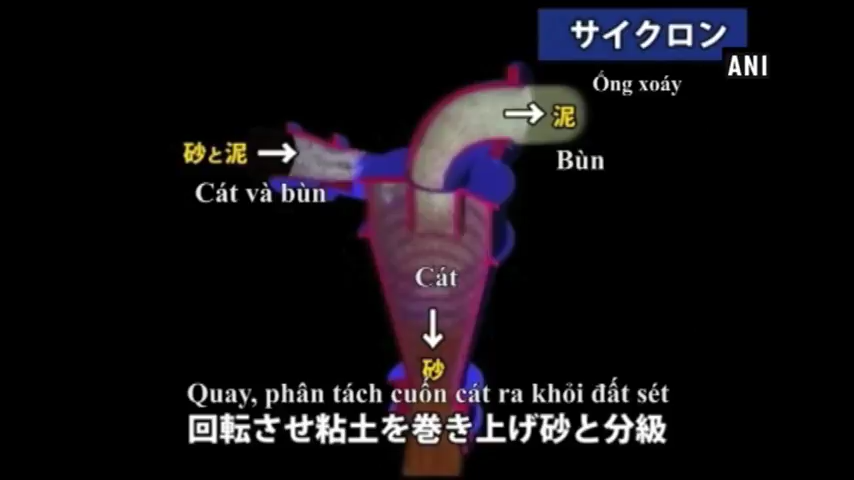 サイクロン
ANI
Ống xoáy
泥
Bùn
砂と泥
Cát và bùn
Cát
砂
Quay, phân tách cuốn cát ra khỏi đất sét
回転させ粘土を巻き上げ砂と分級